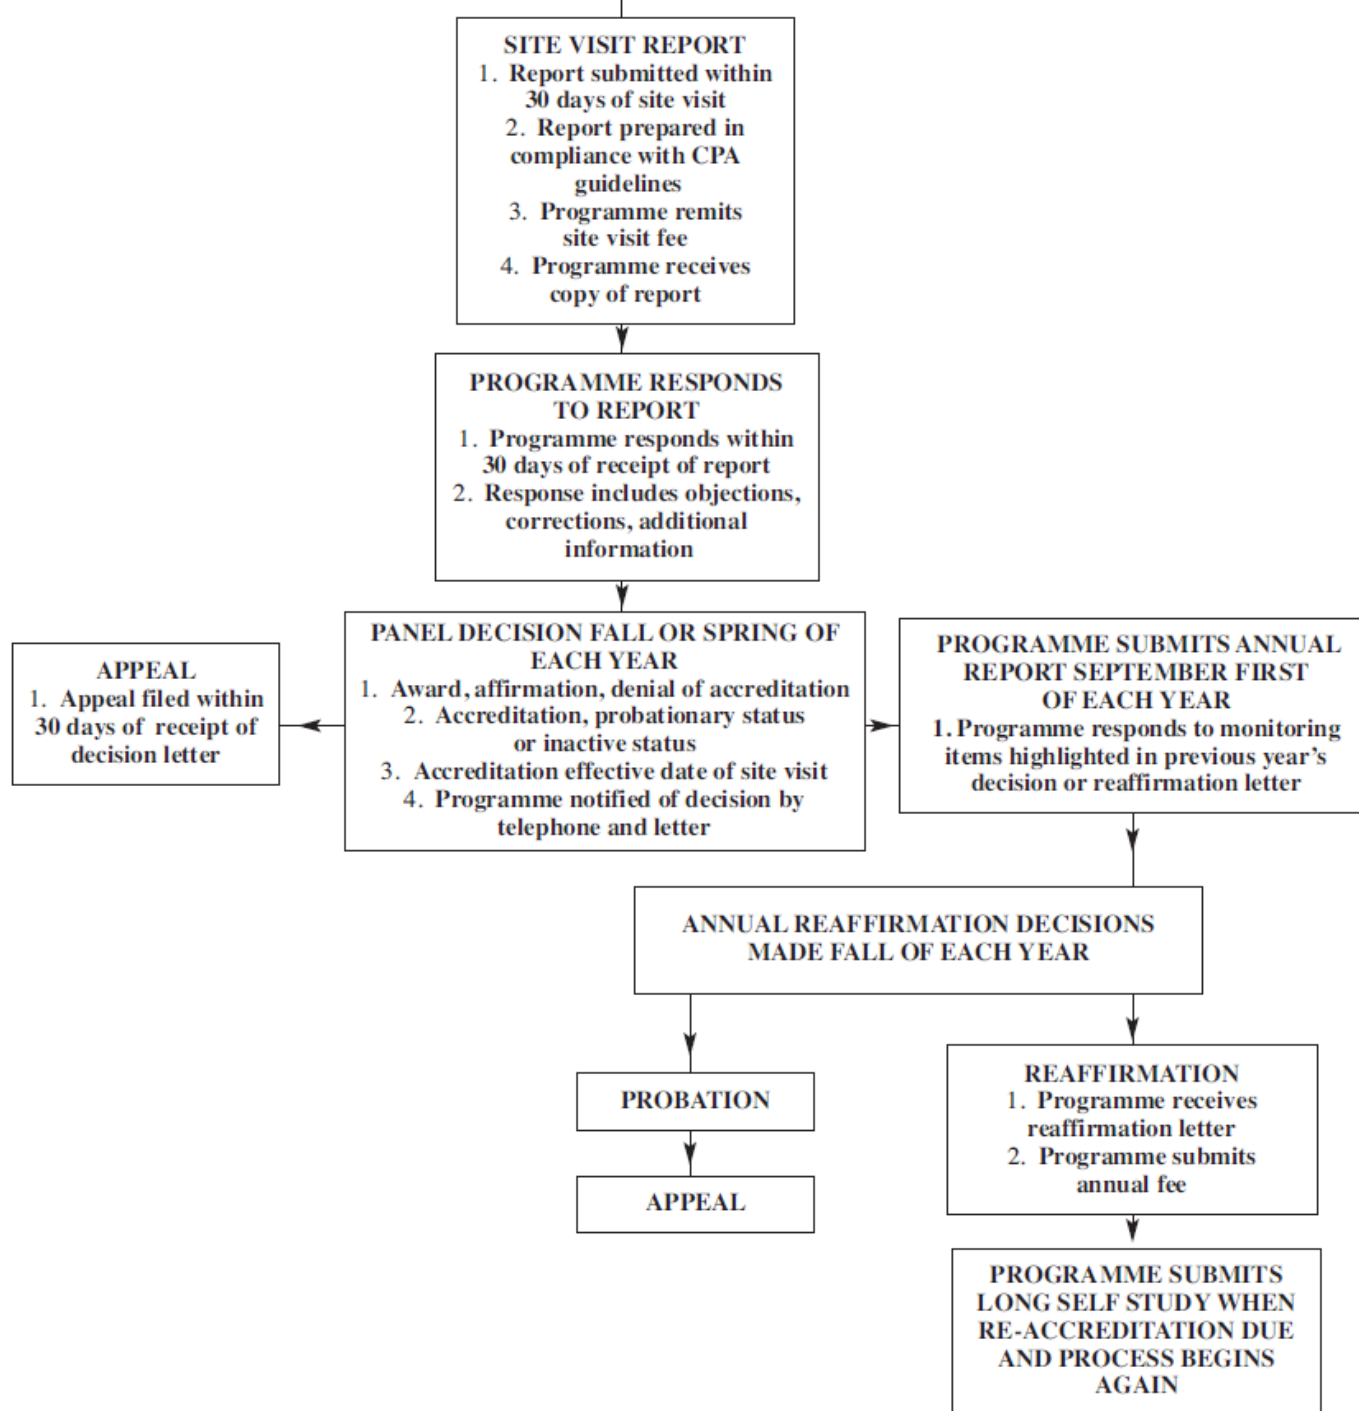 SITE VISIT REPORT
1. Report submitted within
30 days of site visit
2. Report prepared in
compliance with CPA
guidelines
3. Programme remits
site visit fee
4. Programme receives
copy of report
PROGRAMME RESPONDS
TO REPORT
1. Programme responds within
30 days of receipt of report
2. Response includes objections,
corrections, additional
information
APPEAL
1. Appeal filed within
30 days of receipt of
decision letter
PANEL DECISION FALL OR SPRING OF
EACH YEAR
1. Award, affirmation, denial of accreditation
2. Accreditation, probationary status
or inactive status
3. Accreditation effective date of site visit
4. Programme notified of decision by
telephone and letter
PROGRAMME SUBMITS ANNUAL
REPORT SEPTEMBER FIRST
OF EACH YEAR
1. Programme responds to monitoring
items highlighted in previous year's
decision or reaffirmation letter
ANNUAL REAFFIRMATION DECISIONS
MADE FALL OF EACH YEAR
PROBATION
APPEAL
REAFFIRMATION
1. Programme receives
reaffirmation letter
2. Programme submits
annual fee
PROGRAMME SUBMITS
LONG SELF STUDY WHEN
RE-ACCREDITATION DUE
AND PROCESS BEGINS
AGAIN